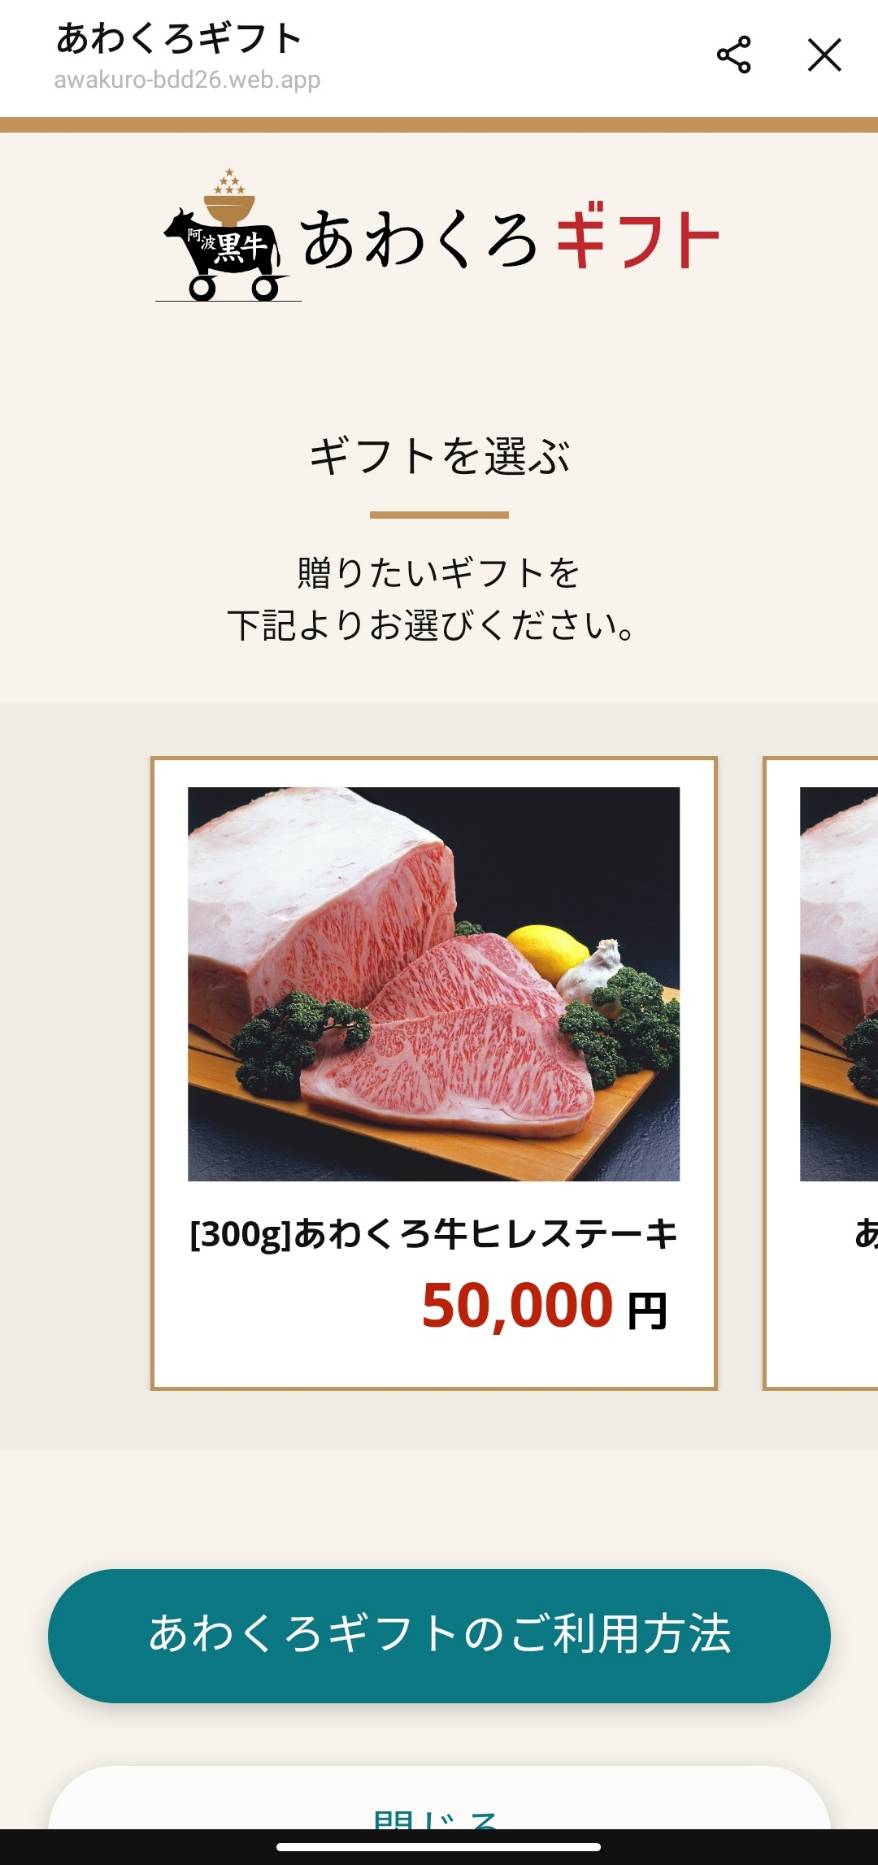 あわくろギフト
awakuro-bdd26.web.app
阿波黒牛
あわくろギフト
ギフトを選ぶ
贈りたいギフトを
下記よりお選びください。
[300g]あわくろ牛ヒレステーキ
50,000 円
あ
あわくろギフトのご利用方法
閉じる